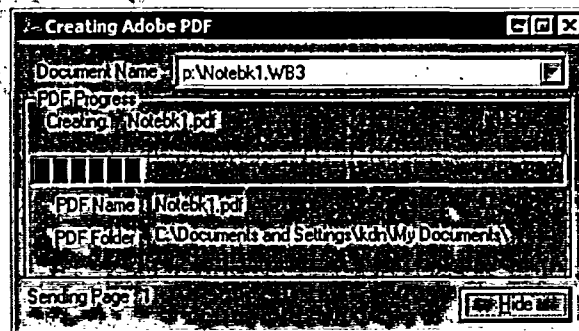 Creating Adobe PDF
Document Name p:\Notebk1.WB3
PDF Progress
Creating Notebk1.pdf
PDF Name Notebk1.pdf
PDF Folder C:\Documents and Settings\kdn\My Documents\
Sending Page 1
Hide